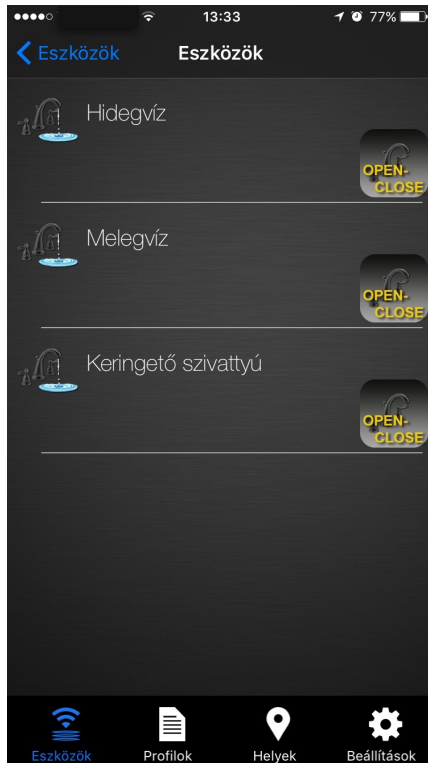 13:33
77%
Eszközök
Eszközök
Hidegvíz
OPEN-
CLOSE
Melegvíz
OPEN-
CLOSE
Keringető szivattyú
OPEN-
CLOSE
Eszközök
Profilok
Helyek
Beállítások